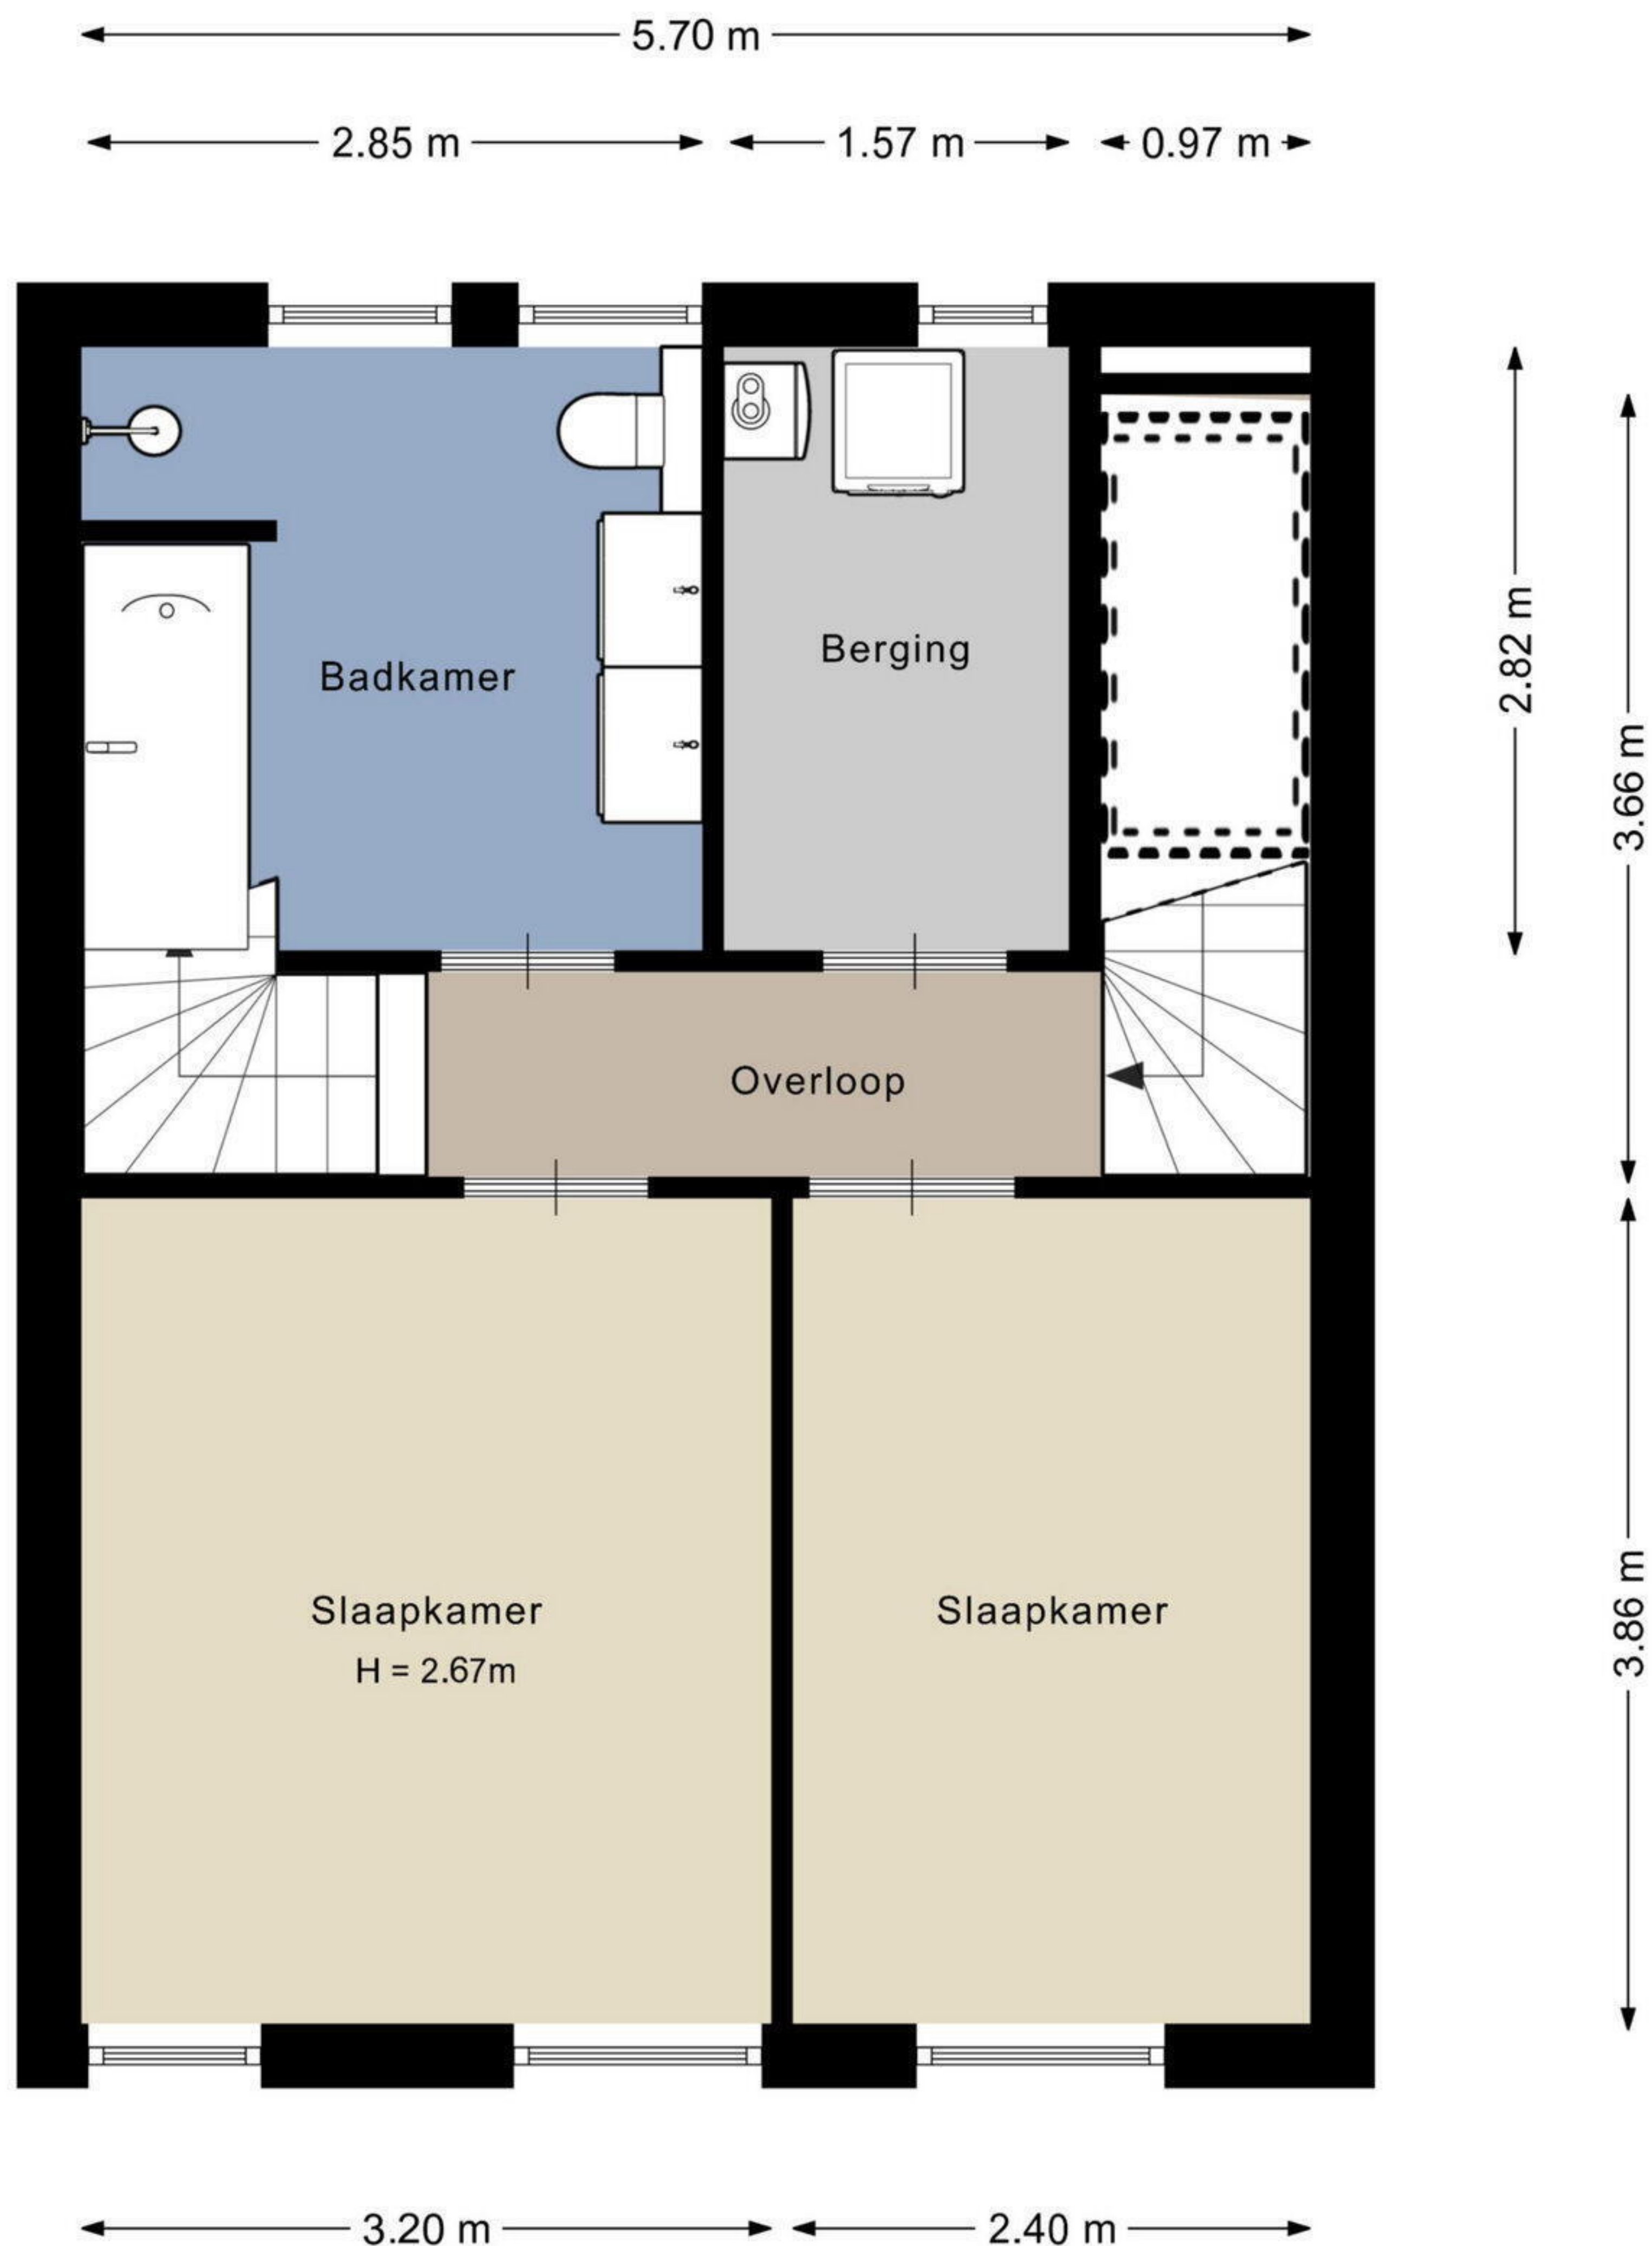 5.70 m
2.85 m
1.57 m
0.97 m
2.82 m
3.66 m
Badkamer
Berging
Overloop
3.86 m
Slaapkamer
H = 2.67m
Slaapkamer
3.20 m
2.40 m